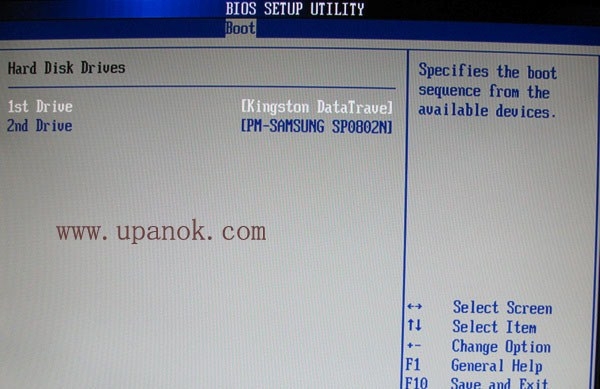 BIOS SETUP UTILITY
Boot
Hard Disk Drives
1st Drive [Kingston DataTrave]
2nd Drive [PM-SAMSUNG SP0802N]
Specifies the boot
sequence from the
available devices.
www.upanok.com
↔ Select Screen
↑↓ Select Item
+- Change Option
F1 General Help
F10 Save and Exit